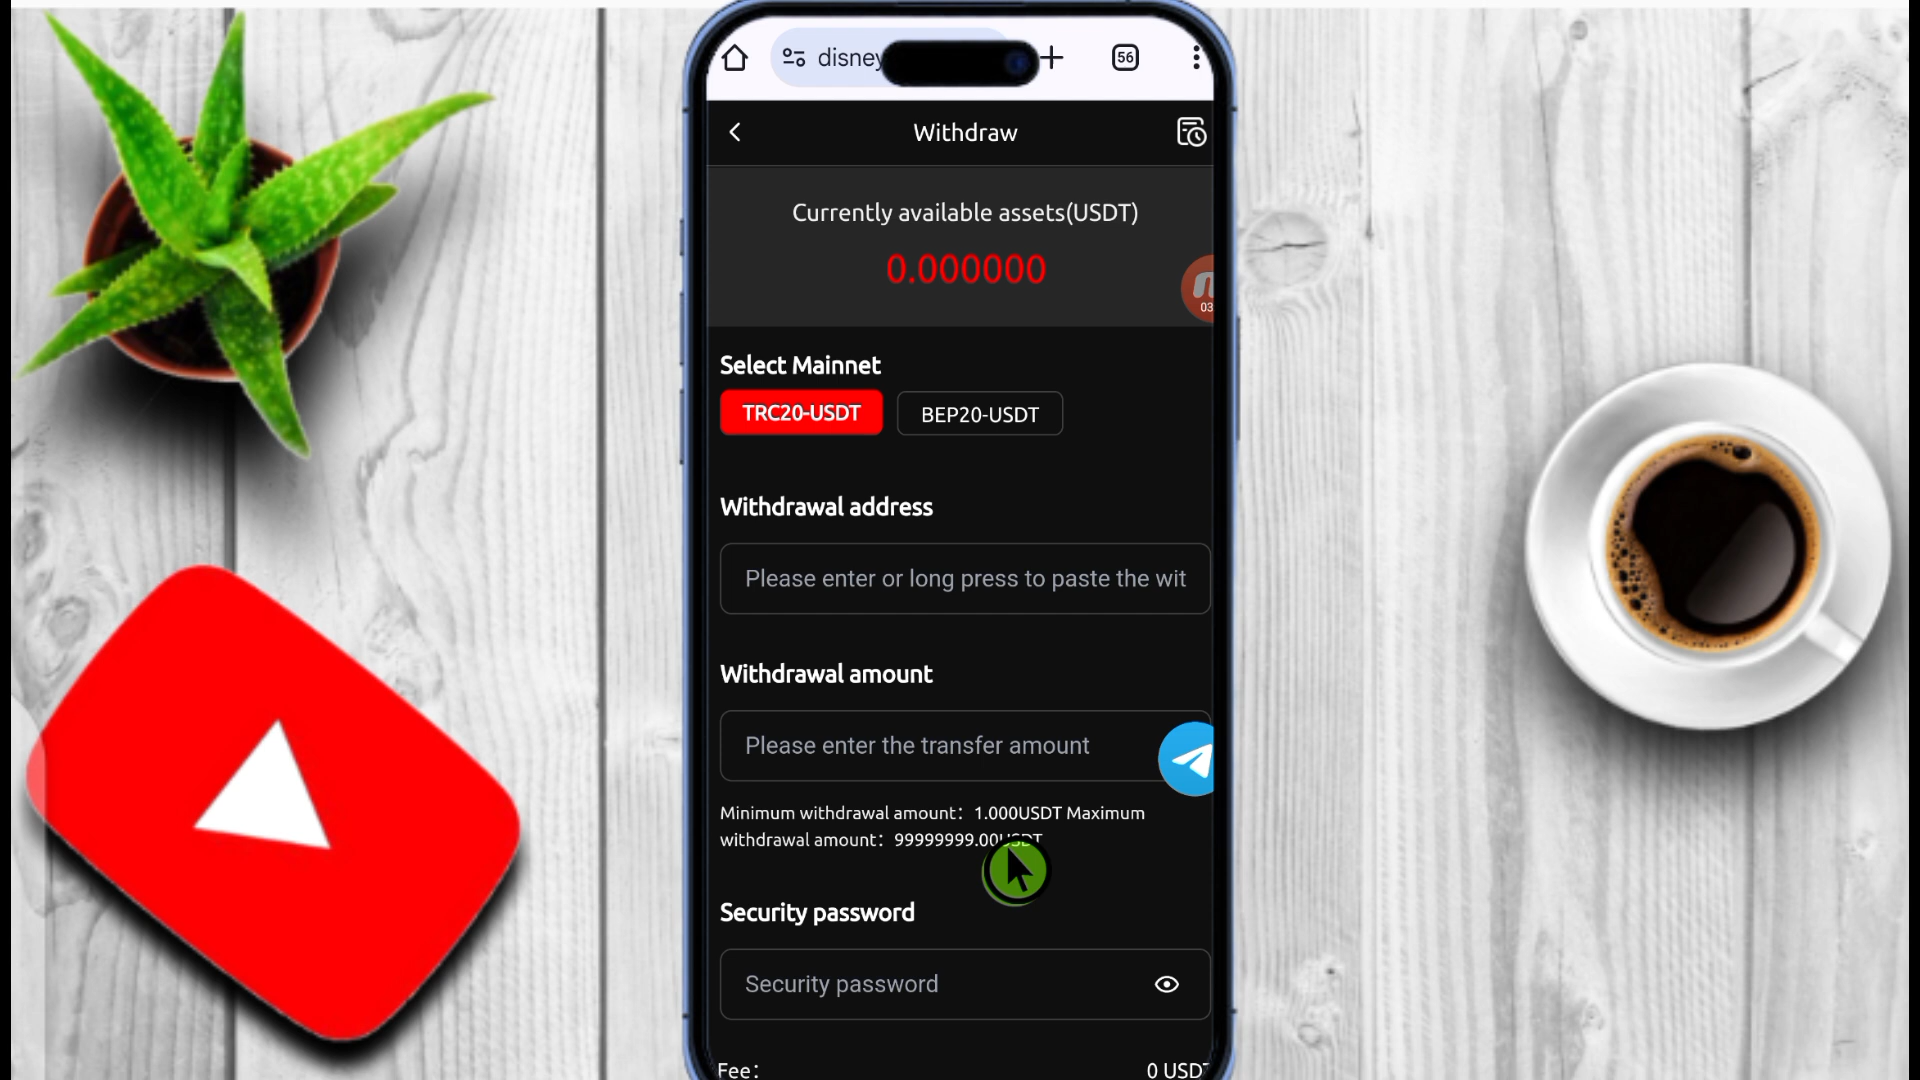 disney
56
Withdraw
Currently available assets(USDT)
0.000000
03
Select Mainnet
TRC20-USDT
BEP20-USDT
Withdrawal address
Please enter or long press to paste the wit
Withdrawal amount
Please enter the transfer amount
Minimum withdrawal amount：1.000USDT Maximum
withdrawal amount：99999999.00USDT
Security password
Security password
Fee：
0 USDT